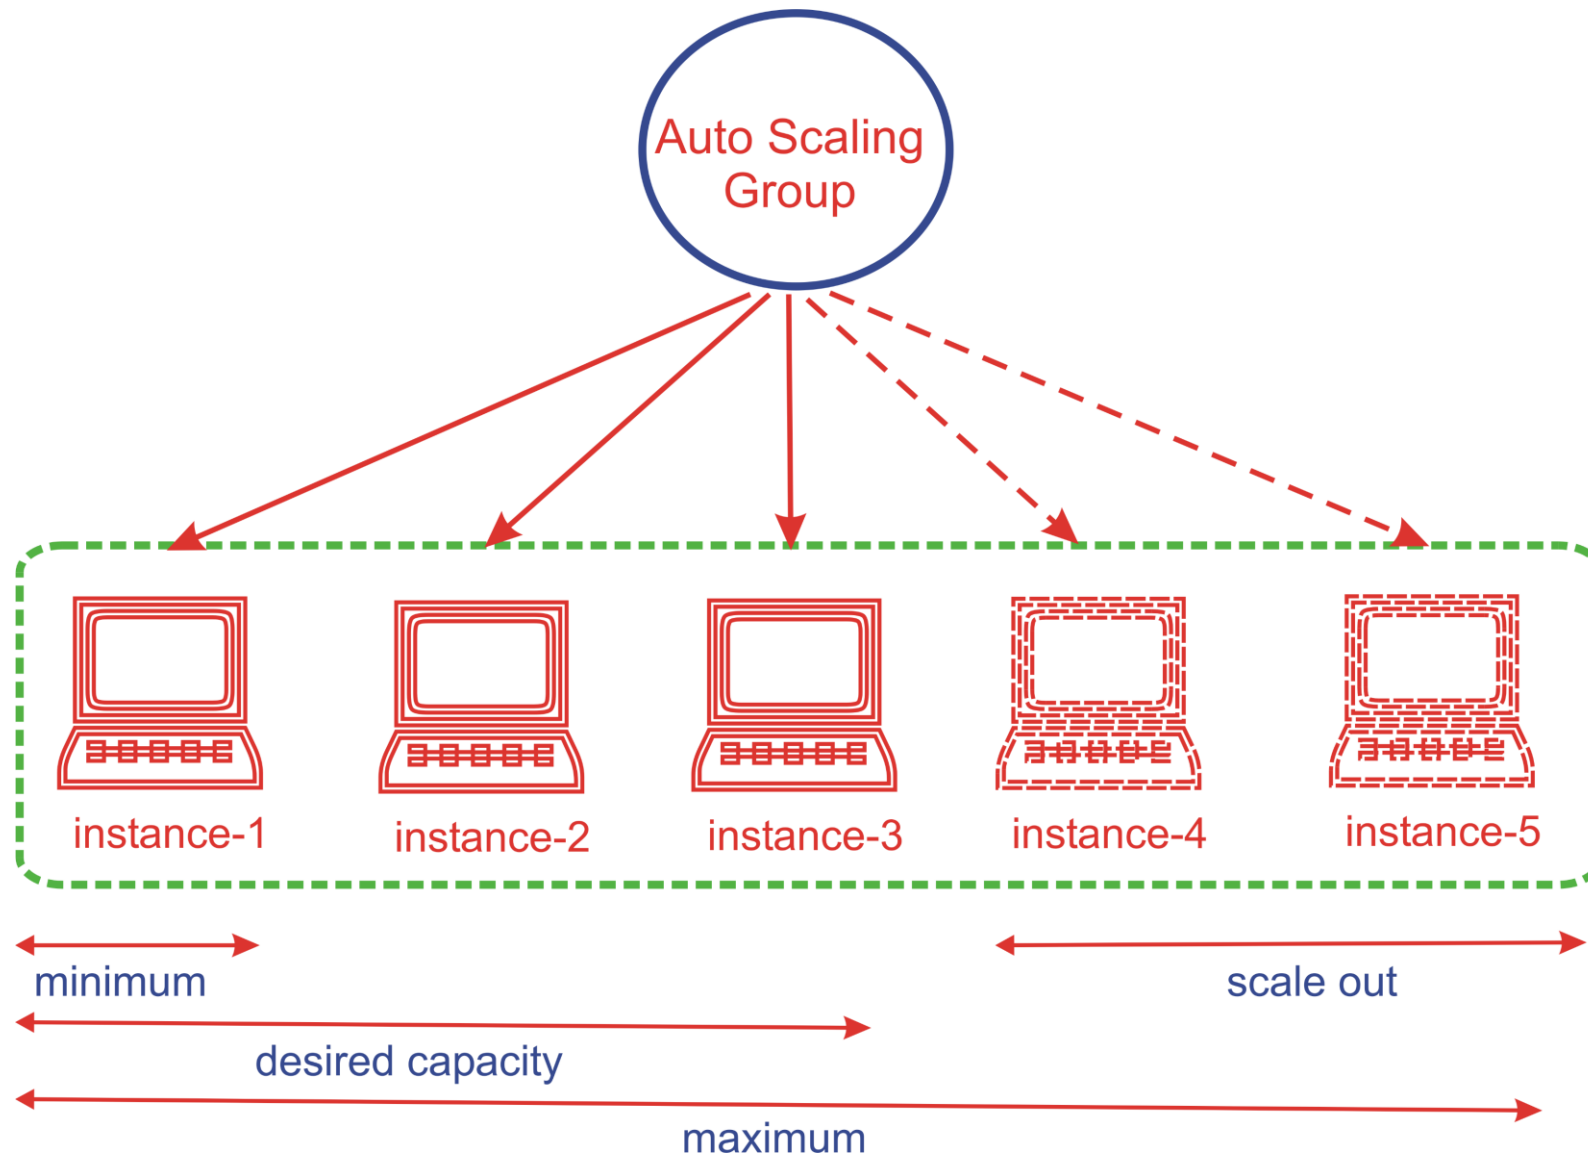 Auto Scaling
Group
instance-1
instance-2
instance-3
instance-4
instance-5
minimum
scale out
desired capacity
maximum